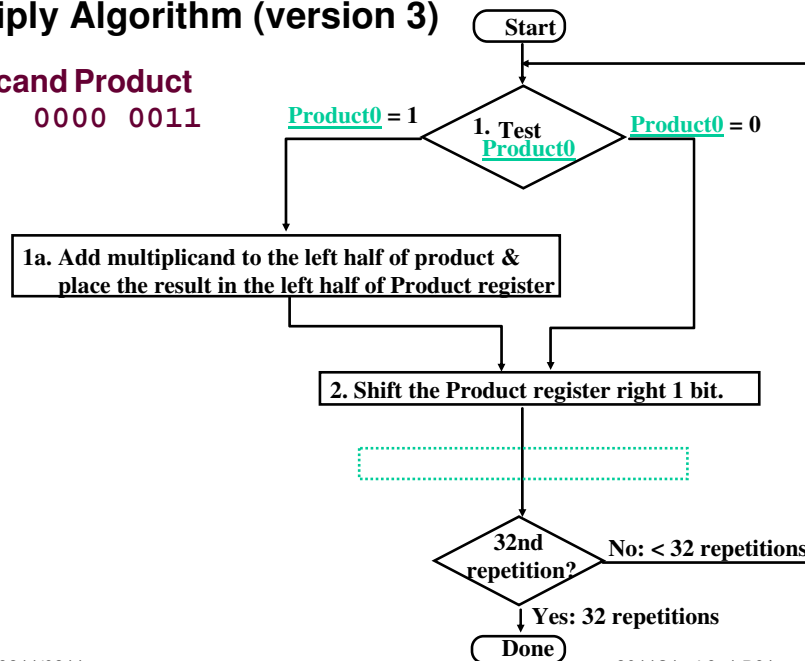 iply Algorithm (version 3)
Start
cand Product
0000 0011
Product0 = 1
1. Test
Product0
Product0 = 0
1a. Add multiplicand to the left half of product &
place the result in the left half of Product register
2. Shift the Product register right 1 bit.
32nd
repetition?
No: < 32 repetitions
Yes: 32 repetitions
Done